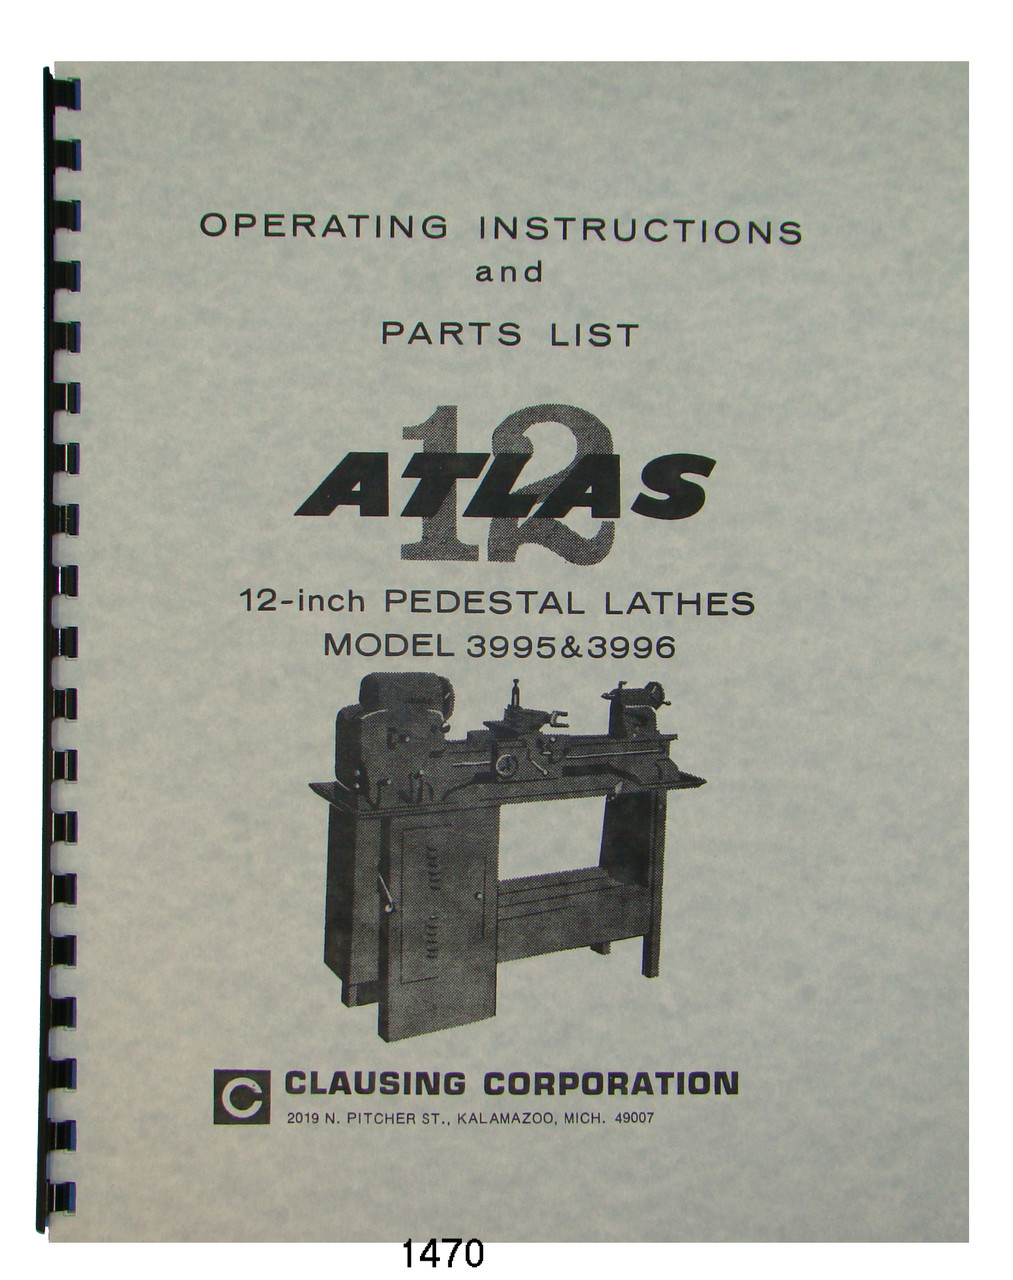 OPERATING INSTRUCTIONS
and
PARTS LIST
12
ATLAS
12-inch PEDESTAL LATHES
MODEL 3995&3996
C CLAUSING CORPORATION
2019 N. PITCHER ST., KALAMAZOO, MICH. 49007
1470